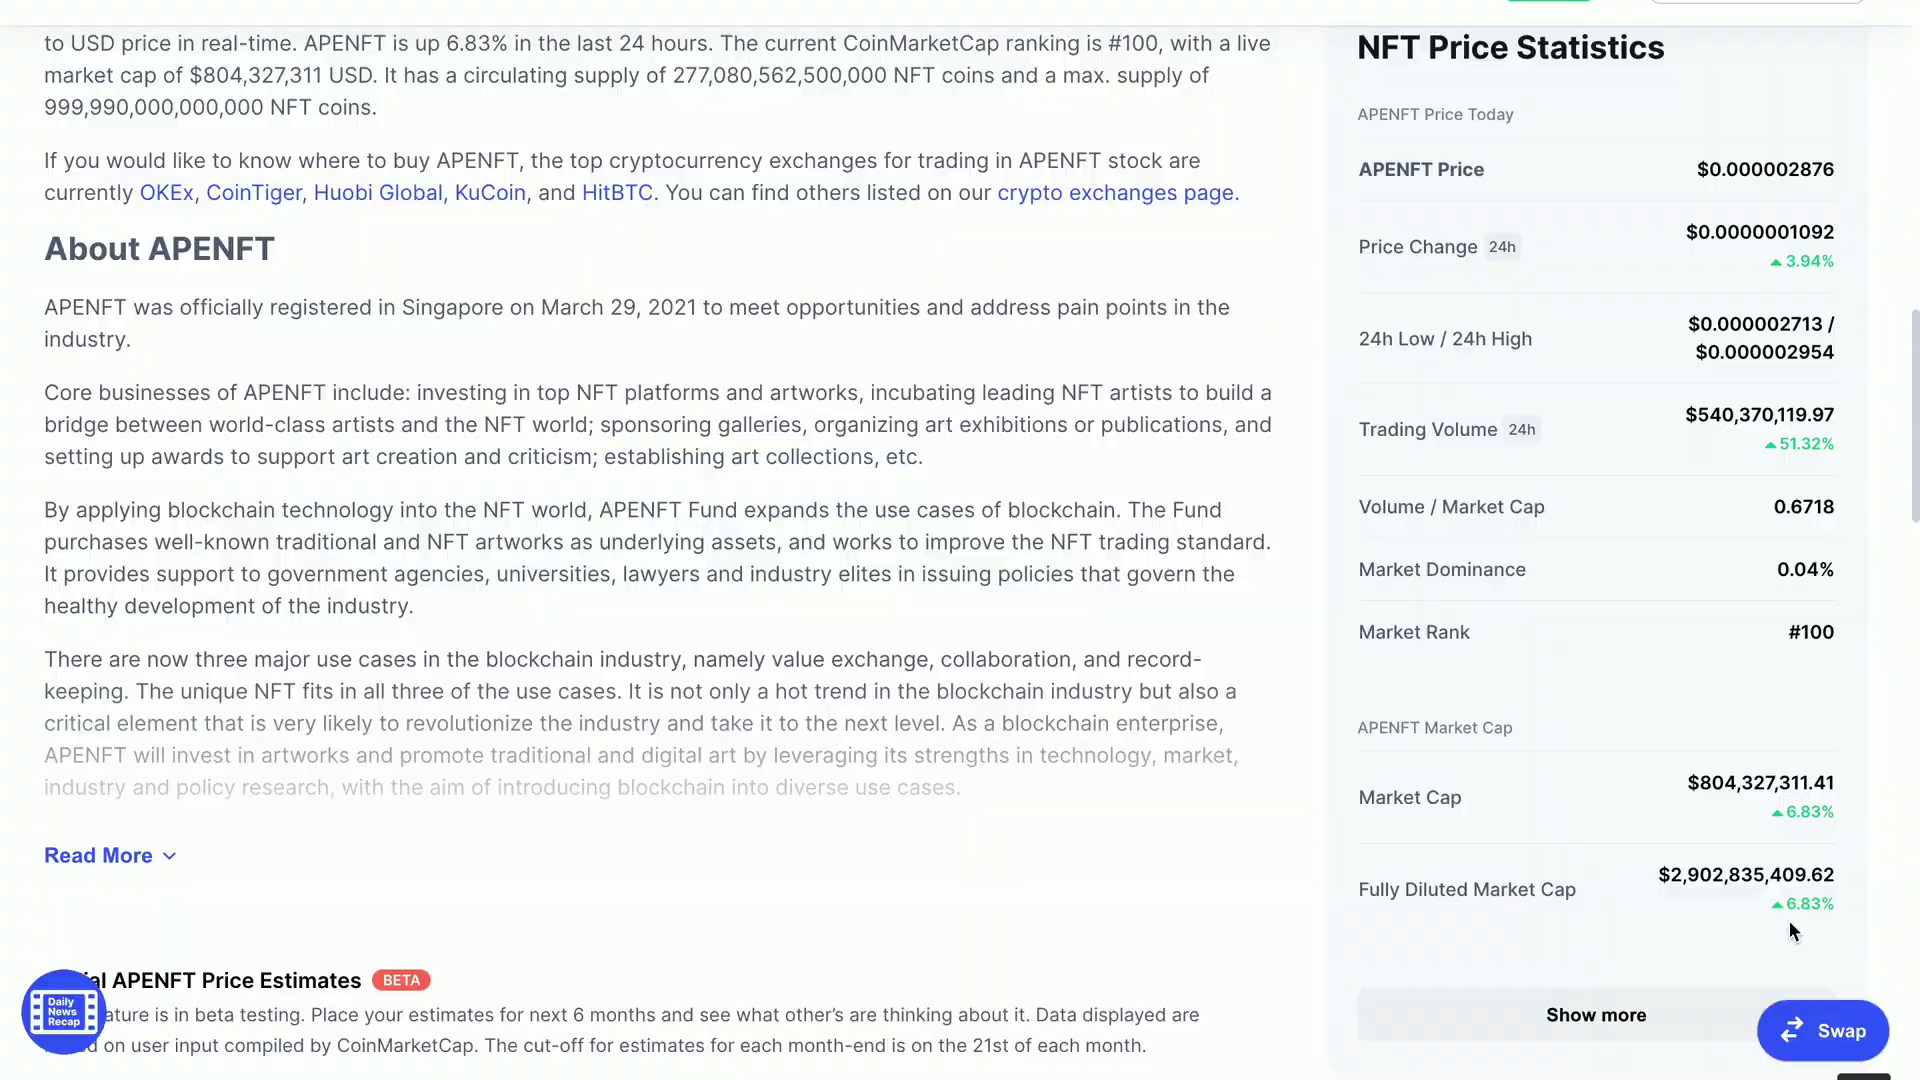 to USD price in real-time. APENFT is up 6.83% in the last 24 hours. The current CoinMarketCap ranking is #100, with a live
market cap of $804,327,311 USD. It has a circulating supply of 277,080,562,500,000 NFT coins and a max. supply of
999,990,000,000,000 NFT coins.
If you would like to know where to buy APENFT, the top cryptocurrency exchanges for trading in APENFT stock are
currently OKEx, CoinTiger, Huobi Global, KuCoin, and HitBTC. You can find others listed on our crypto exchanges page.
About APENFT
APENFT was officially registered in Singapore on March 29, 2021 to meet opportunities and address pain points in the
industry.
Core businesses of APENFT include: investing in top NFT platforms and artworks, incubating leading NFT artists to build a
bridge between world-class artists and the NFT world; sponsoring galleries, organizing art exhibitions or publications, and
setting up awards to support art creation and criticism; establishing art collections, etc.
By applying blockchain technology into the NFT world, APENFT Fund expands the use cases of blockchain. The Fund
purchases well-known traditional and NFT artworks as underlying assets, and works to improve the NFT trading standard.
It provides support to government agencies, universities, lawyers and industry elites in issuing policies that govern the
healthy development of the industry.
There are now three major use cases in the blockchain industry, namely value exchange, collaboration, and record-
keeping. The unique NFT fits in all three of the use cases. It is not only a hot trend in the blockchain industry but also a
critical element that is very likely to revolutionize the industry and take it to the next level. As a blockchain enterprise,
APENFT will invest in artworks and promote traditional and digital art by leveraging its strengths in technology, market,
industry and policy research, with the aim of introducing blockchain into diverse use cases.
Read More
APENFT Price Estimates BETA
ature is in beta testing. Place your estimates for next 6 months and see what other's are thinking about it. Data displayed are
on user input compiled by CoinMarketCap. The cut-off for estimates for each month-end is on the 21st of each month.
Daily
News
Recap
NFT Price Statistics
APENFT Price Today
APENFT Price $0.000002876
Price Change 24h $0.0000001092
3.94%
24h Low / 24h High $0.000002713 /
$0.000002954
Trading Volume 24h $540,370,119.97
51.32%
Volume / Market Cap 0.6718
Market Dominance 0.04%
Market Rank #100
APENFT Market Cap
Market Cap $804,327,311.41
6.83%
Fully Diluted Market Cap $2,902,835,409.62
6.83%
Show more
Swap